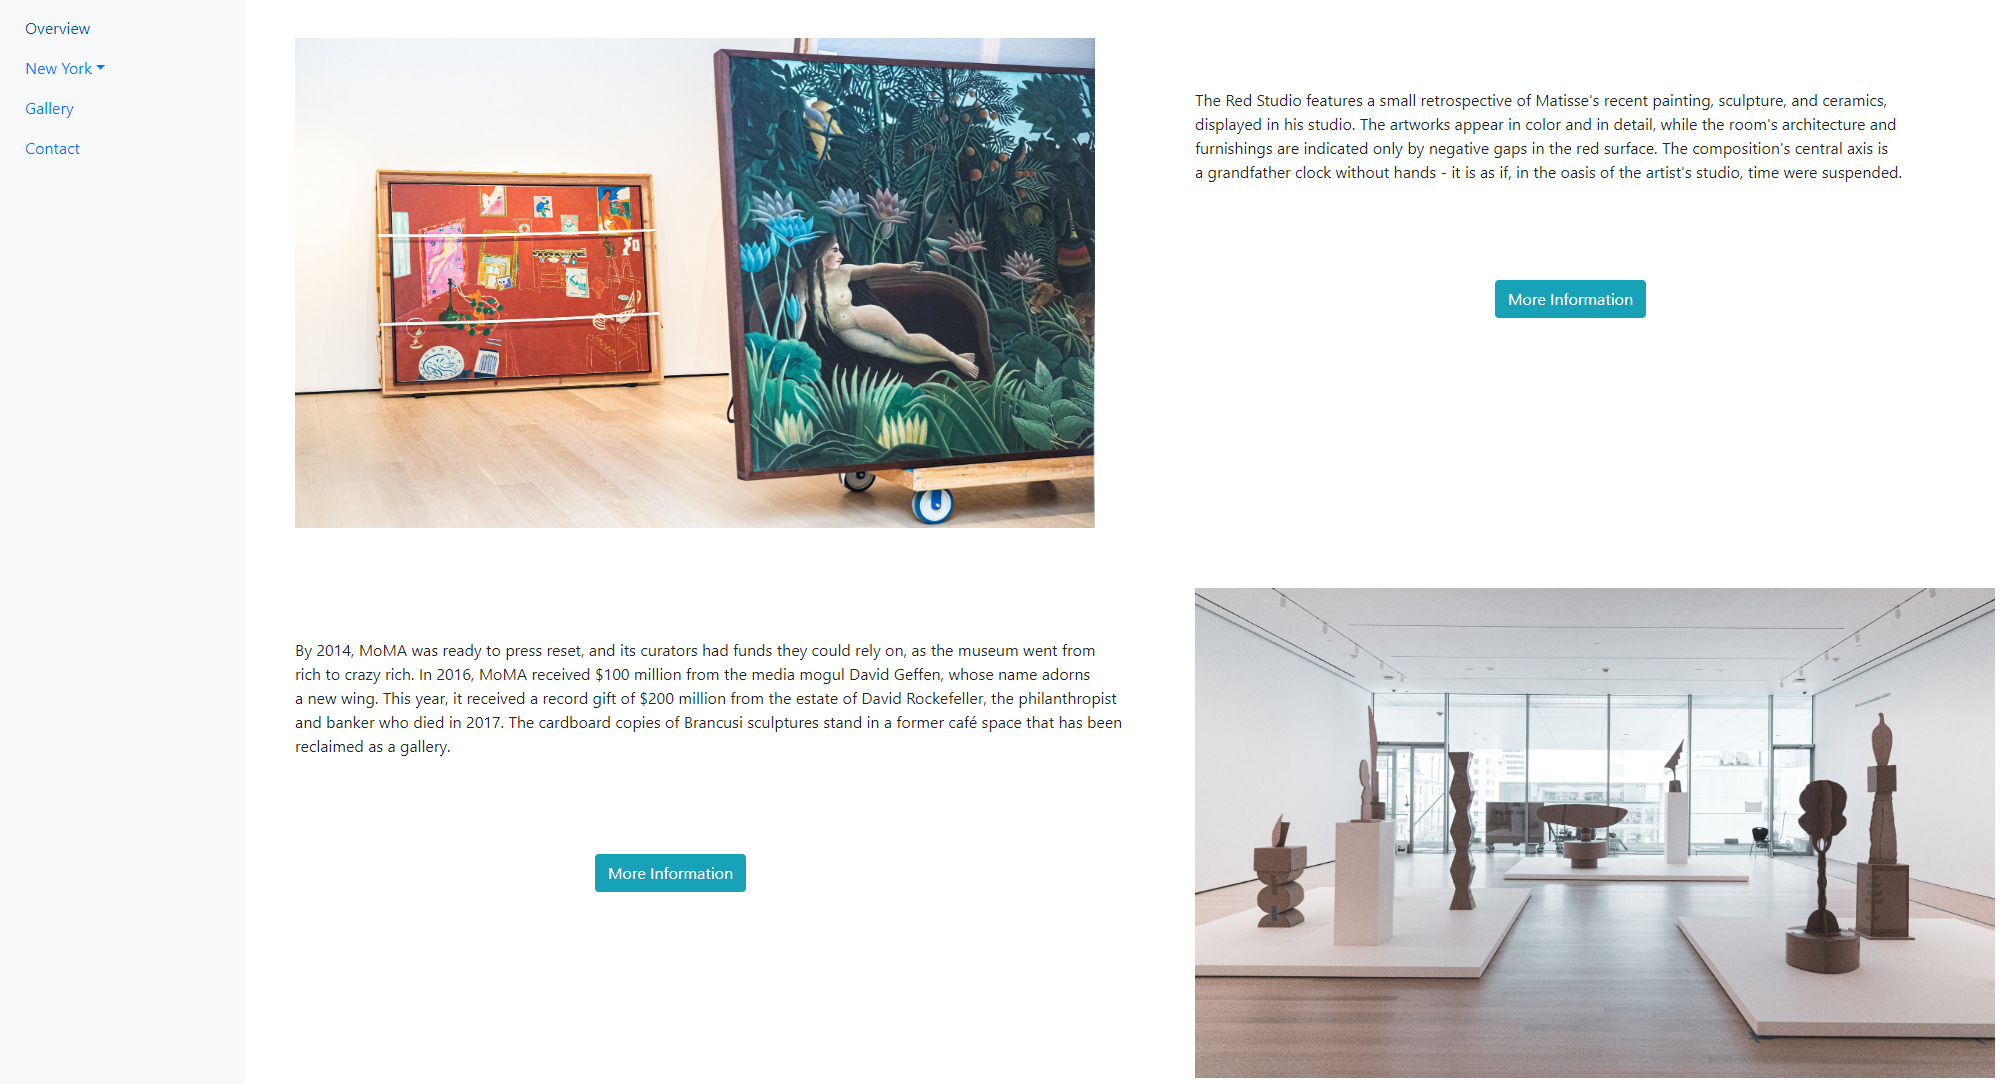 Overview
New York
Gallery
Contact
The Red Studio features a small retrospective of Matisse's recent painting, sculpture, and ceramics,
displayed in his studio. The artworks appear in color and in detail, while the room's architecture and
furnishings are indicated only by negative gaps in the red surface. The composition's central axis is
a grandfather clock without hands - it is as if, in the oasis of the artist's studio, time were suspended.
More Information
By 2014, MoMA was ready to press reset, and its curators had funds they could rely on, as the museum went from
rich to crazy rich. In 2016, MoMA received $100 million from the media mogul David Geffen, whose name adorns
a new wing. This year, it received a record gift of $200 million from the estate of David Rockefeller, the philanthropist
and banker who died in 2017. The cardboard copies of Brancusi sculptures stand in a former café space that has been
reclaimed as a gallery.
More Information